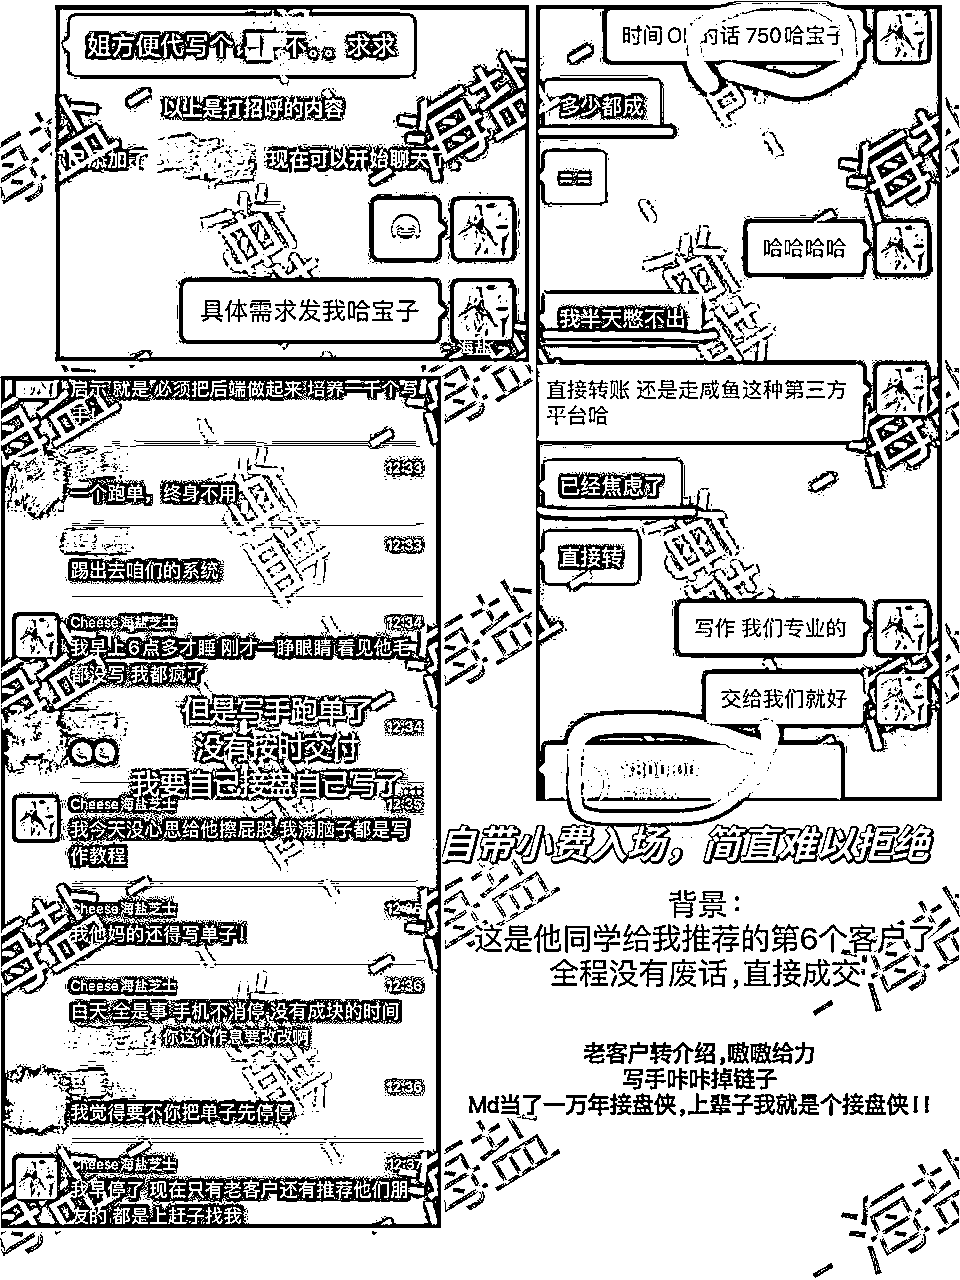 姐方便代写个 不。。求求
以上是打招呼的内容
现在可以开始聊天
具体需求发我哈宝子
海盐
时间OK的话 750哈宝子
多少都成
哈哈哈哈
我半天憋不出
直接转账 还是走咸鱼这种第三方
平台哈
已经焦虑了
直接转
写作 我们专业的
交给我们就好
自带小费入场，简直难以拒绝
背景：
这是他同学给我推荐的第6个客户了
全程没有废话,直接成交
老客户转介绍,嗷嗷给力
写手咔咔掉链子
Md当了一万年接盘侠,上辈子我就是个接盘侠!!
启示 就是 必须把后端做起来 培养一千个写
手
12:33
一个跑单，终身不用
12:33
踢出去咱们的系统
Cheese 海盐芝士 12:34
我早上6点多才睡 刚才一睁眼睛 看见他毛
都没写 我都疯了
但是写手跑单了
12:34
没有按时交付
我要自己接盘自己写了
Cheese 海盐芝士 12:35
我今天没心思给他擦屁股 我满脑子都是写
作教程
Cheese 海盐芝士
我他妈的还得写单子！
Cheese 海盐芝士 12:36
白天 全是事 手机不消停 没有成块的时间
你这个作息要改改啊
12:36
我觉得要不你把单子先停停
Cheese 海盐芝士 12:37
我早停了 现在只有老客户还有推荐他们朋
友的 都是上赶子找我